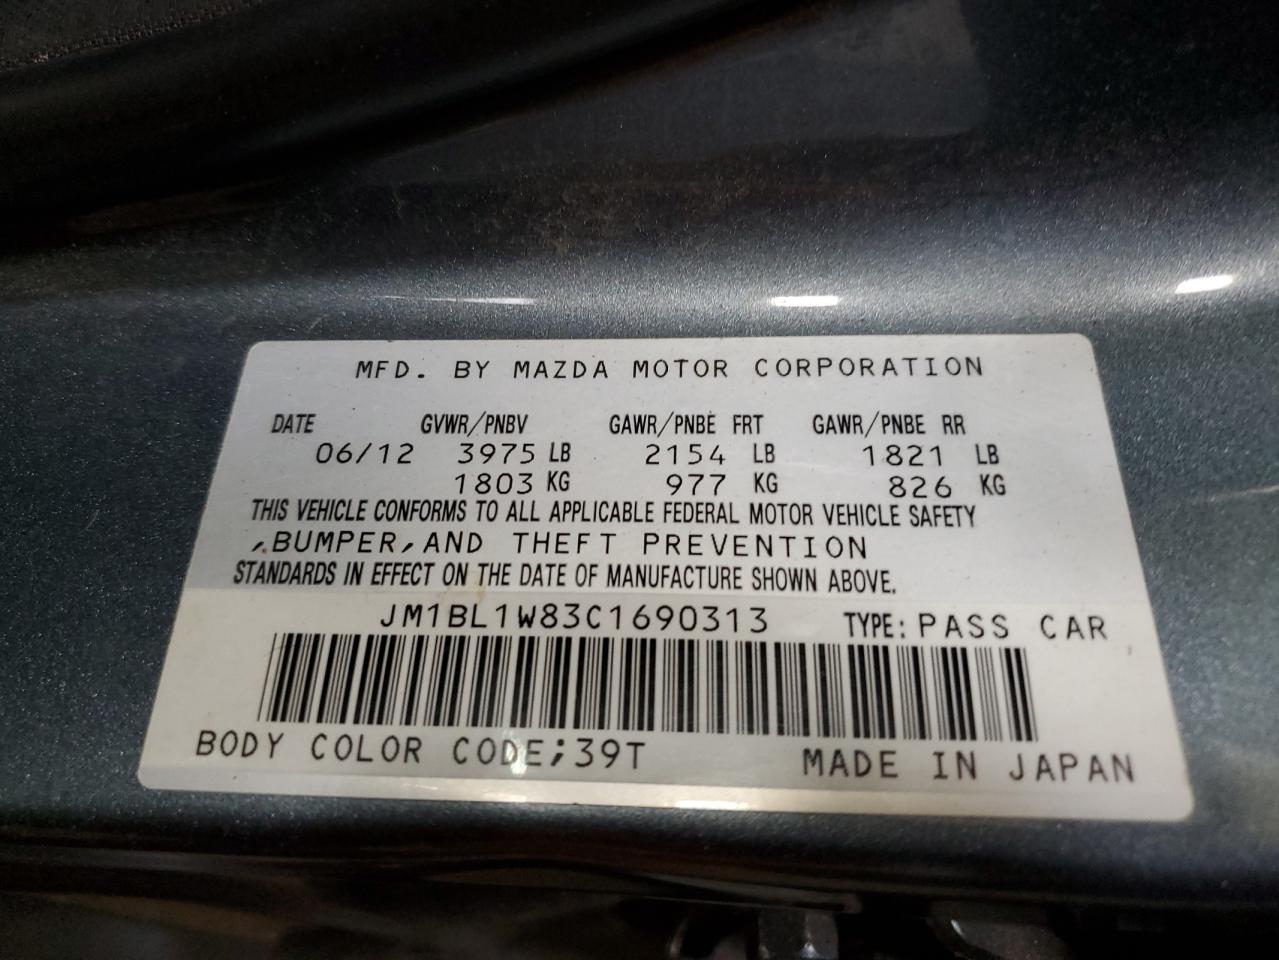 MFD. BY MAZDA MOTOR CORPORATION
DATE GVWR/PNBV GAWR/PNBE FRT GAWR/PNBE RR
06/12 3975 LB 2154 LB 1821 LB
1803 KG 977 KG 826 KG
THIS VEHICLE CONFORMS TO ALL APPLICABLE FEDERAL MOTOR VEHICLE SAFETY
,BUMPER,AND THEFT PREVENTION
STANDARDS IN EFFECT ON THE DATE OF MANUFACTURE SHOWN ABOVE.
JM1BL1W83C1690313 TYPE: PASS CAR
BODY COLOR CODE;39T MADE IN JAPAN